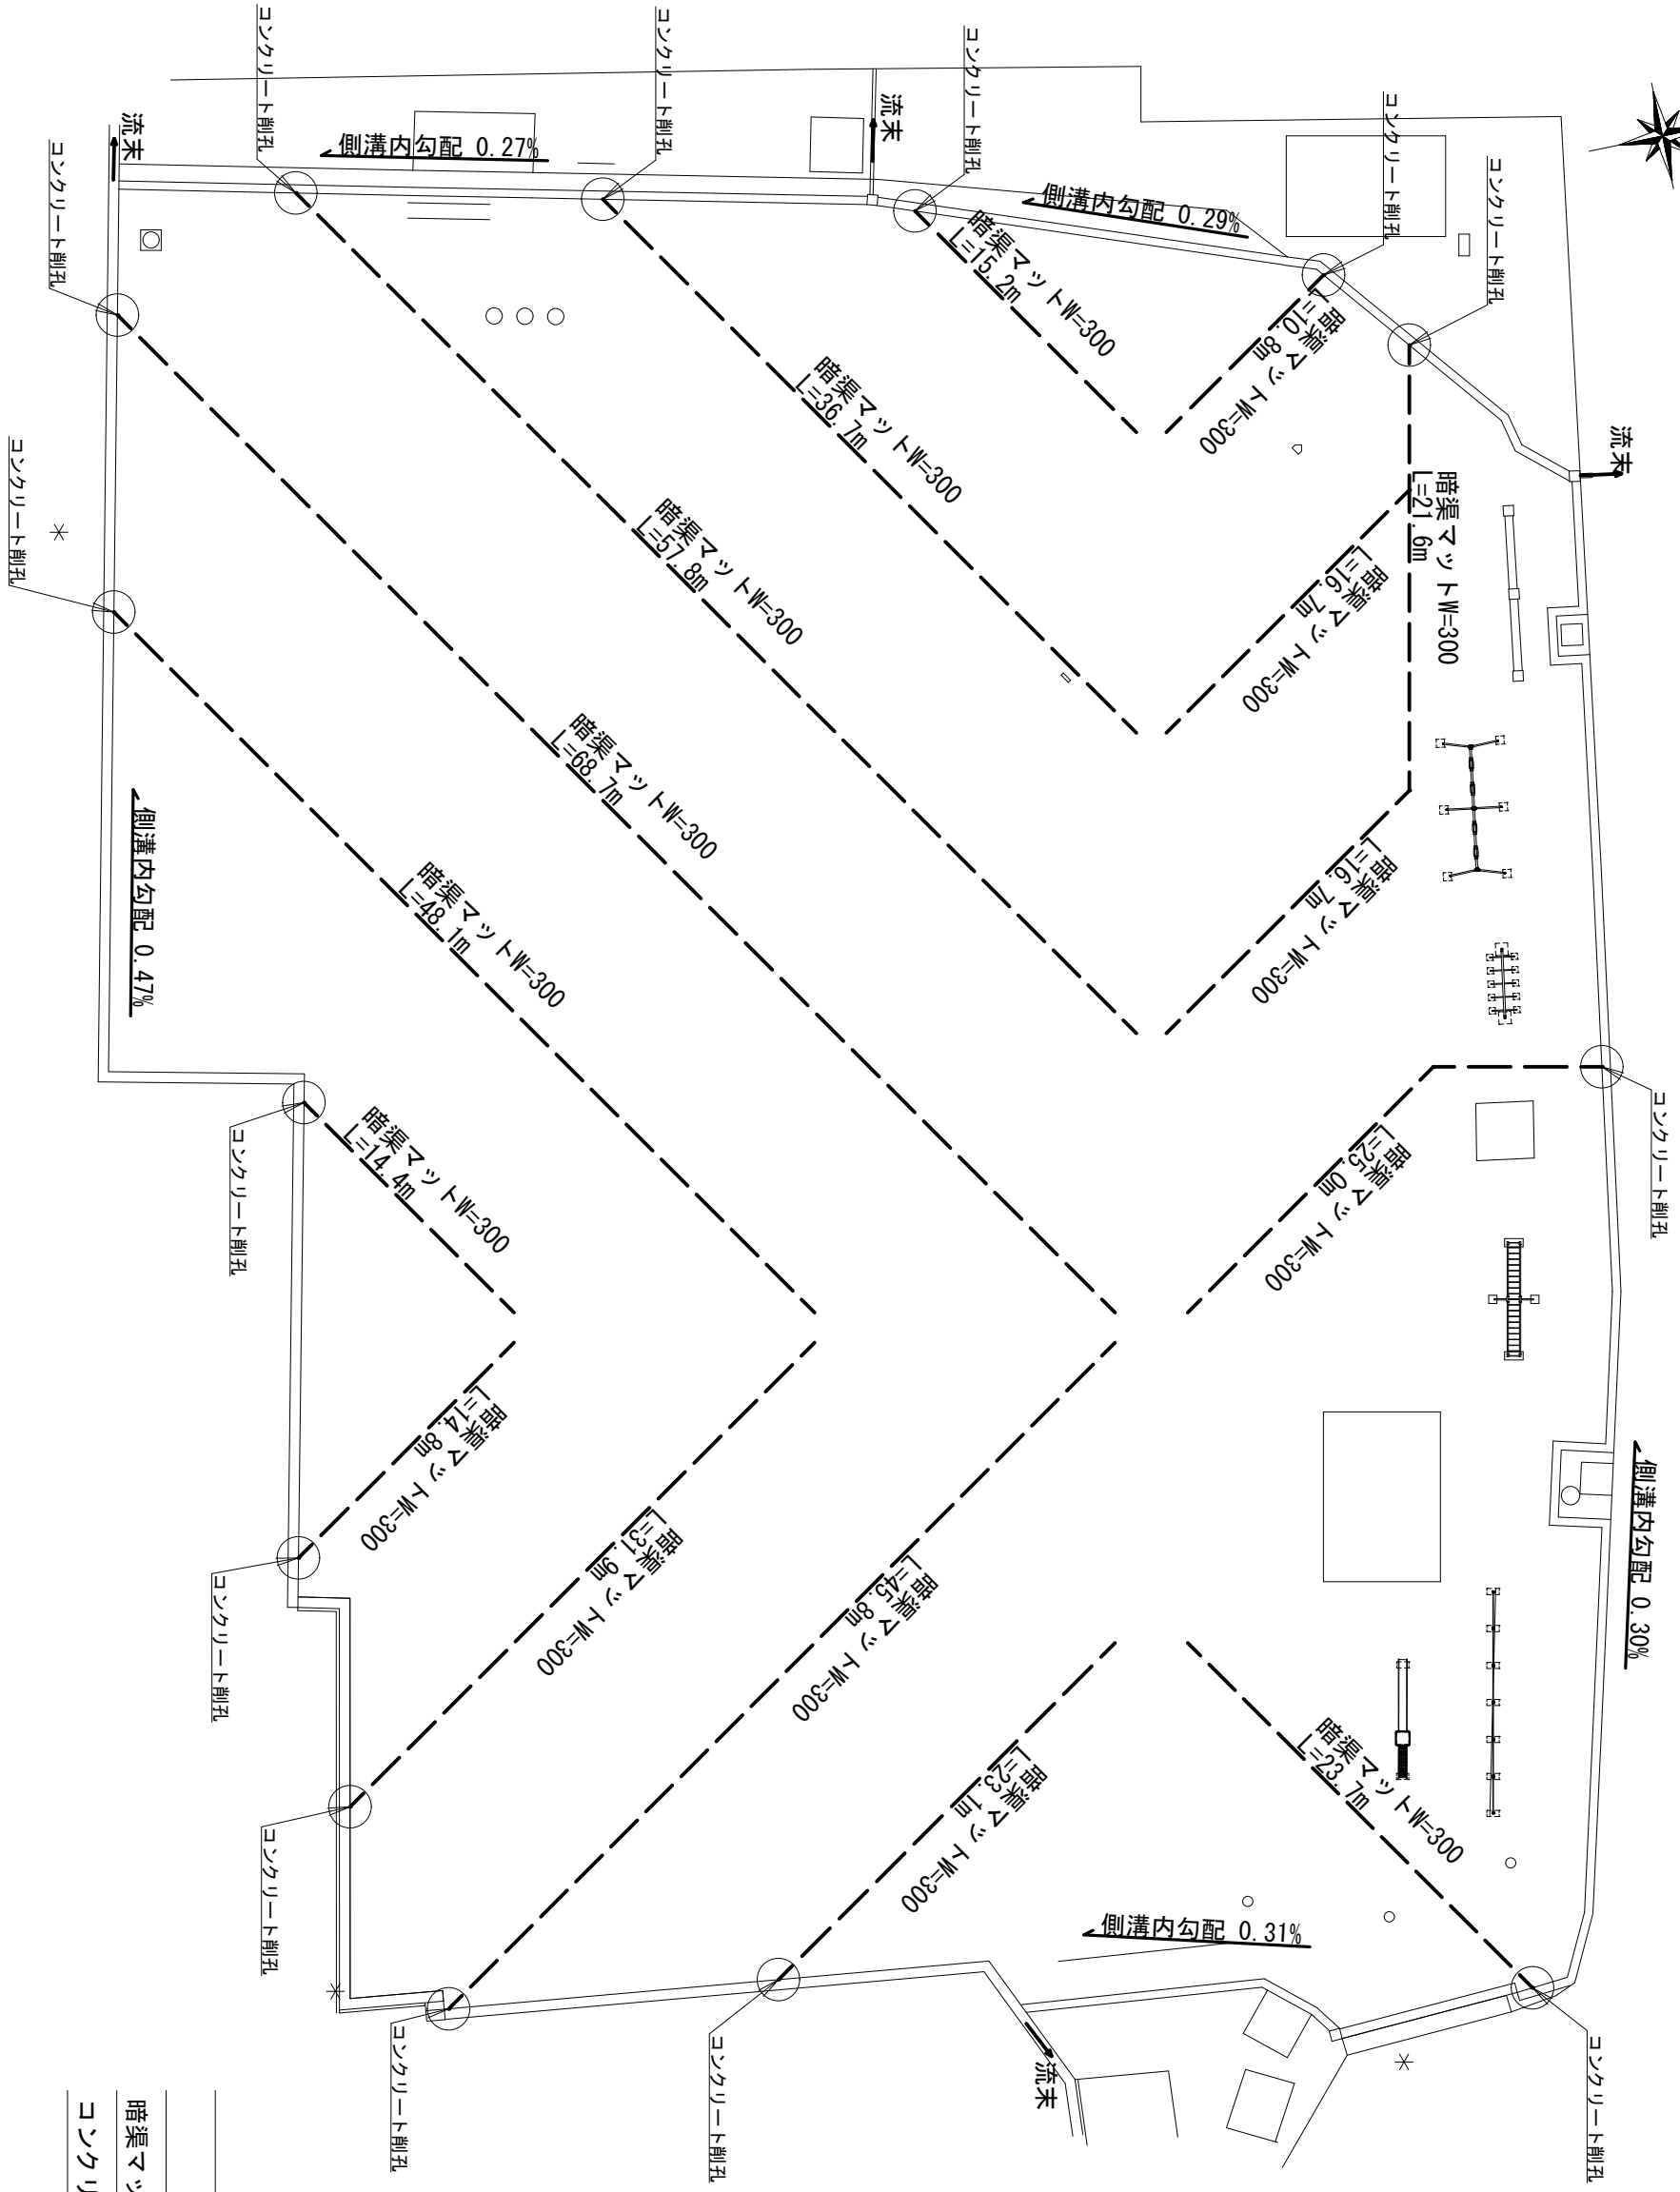 コンクリート削孔
コンクリート削孔
コンクリート削孔
コンクリート削孔
コンクリート削孔
コンクリート削孔
コンクリート削孔
流末
流末
流末
側溝内勾配 0.27%
側溝内勾配 0.29%
暗渠マットW=300
L=15.2m
暗渠マットW=300
L=10.8m
暗渠マットW=300
L=36.7m
暗渠マットW=300
L=21.6m
暗渠マットW=300
L=57.8m
暗渠マットW=300
L=16.7m
暗渠マットW=300
L=68.7m
暗渠マットW=300
L=16.7m
暗渠マットW=300
L=48.1m
側溝内勾配 0.47%
暗渠マットW=300
L=14.4m
暗渠マットW=300
L=25.0m
コンクリート削孔
コンクリート削孔
暗渠マットW=300
L=14.8m
暗渠マットW=300
L=31.9m
暗渠マットW=300
L=45.8m
側溝内勾配 0.30%
コンクリート削孔
暗渠マットW=300
L=23.1m
暗渠マットW=300
L=23.7m
コンクリート削孔
側溝内勾配 0.31%
コンクリート削孔
コンクリート削孔
コンクリート削孔
流末
暗渠マッ
コンクリ